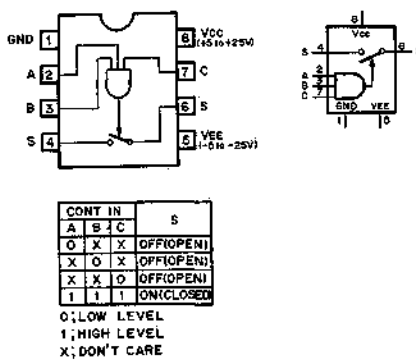 GND 1
8 VCC
(+5 to +25V)
A 2
7 C
B 3
6 S
S 4
5 VEE
(-5 to -25V)
8
VCC
S 4
6
A 2
B 3
C 7
GND VEE
1 5
CONT IN S
A B C
0 X X OFF(OPEN)
X 0 X OFF(OPEN)
X X 0 OFF(OPEN)
1 1 1 ON(CLOSED)
0;LOW LEVEL
1;HIGH LEVEL
X;DON'T CARE